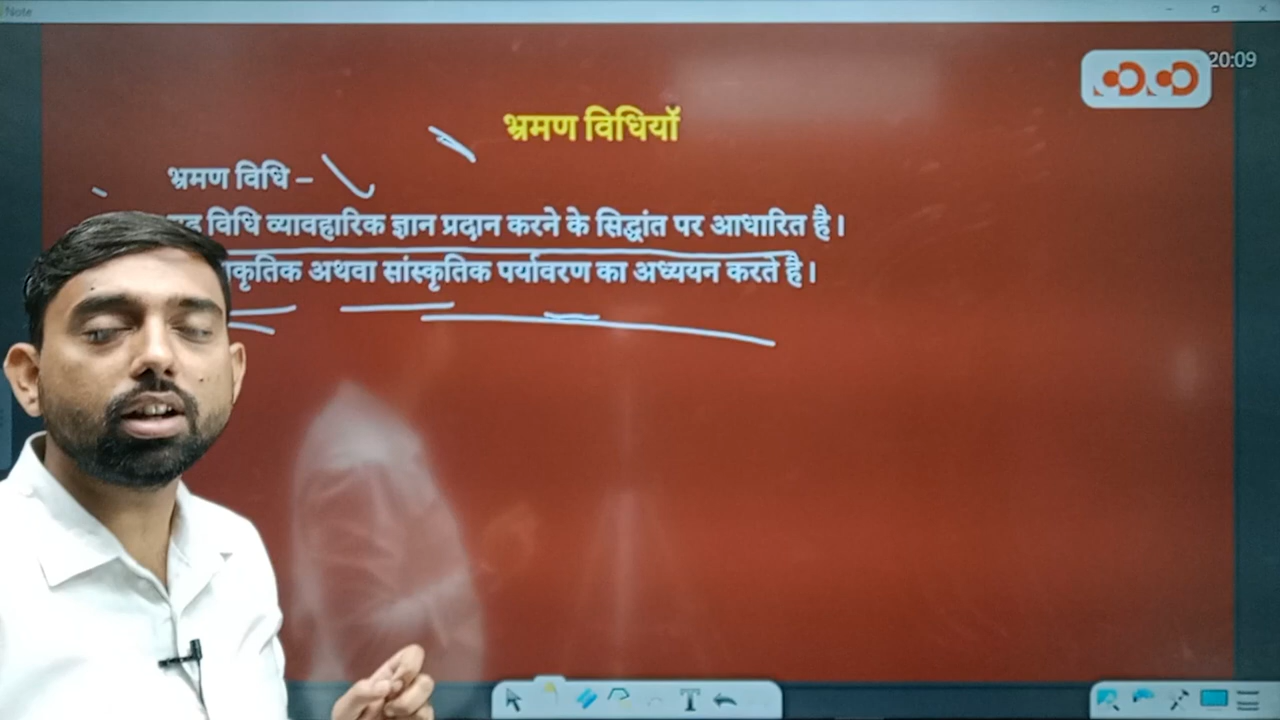 Note
20:09
भ्रमण विधियॉ
भ्रमण विधि –
विधि व्यावहारिक ज्ञान प्रदान करने के सिद्धांत पर आधारित है।
अथवा सांस्कृतिक पर्यावरण का अध्ययन करते है।
T